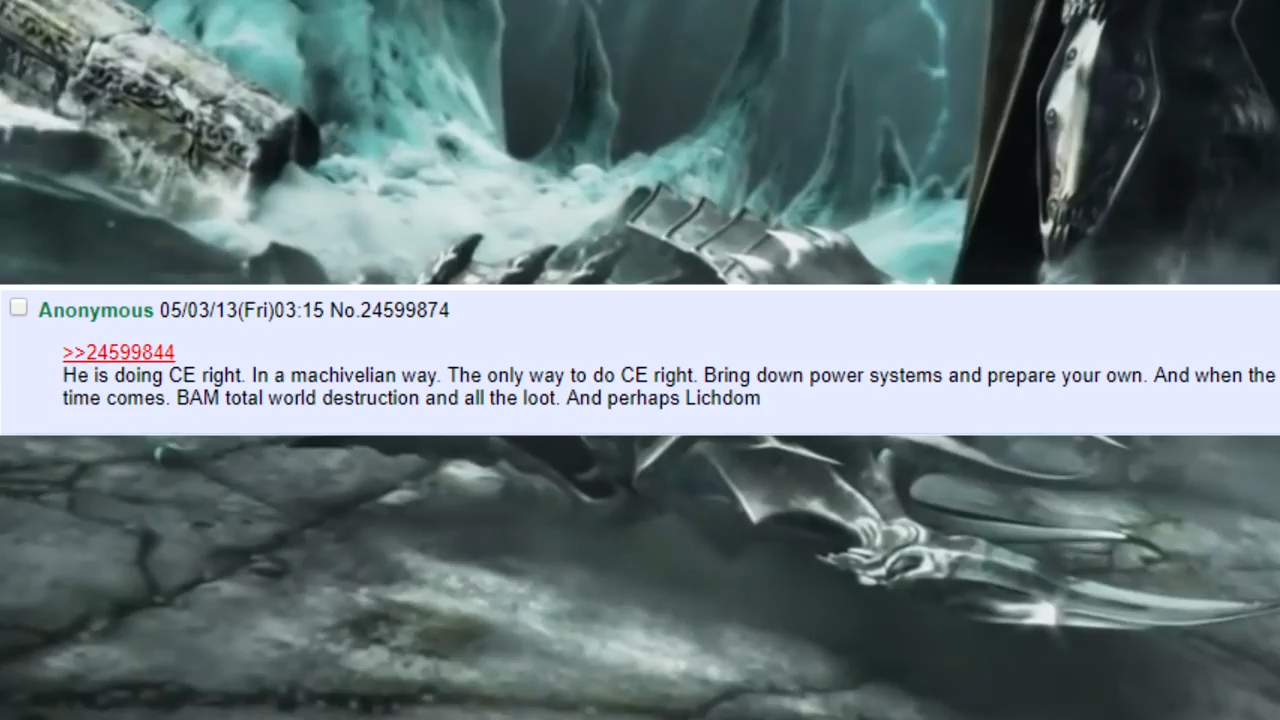 Anonymous 05/03/13(Fri)03:15 No.24599874
>>24599844
He is doing CE right. In a machivelian way. The only way to do CE right. Bring down power systems and prepare your own. And when the
time comes. BAM total world destruction and all the loot. And perhaps Lichdom